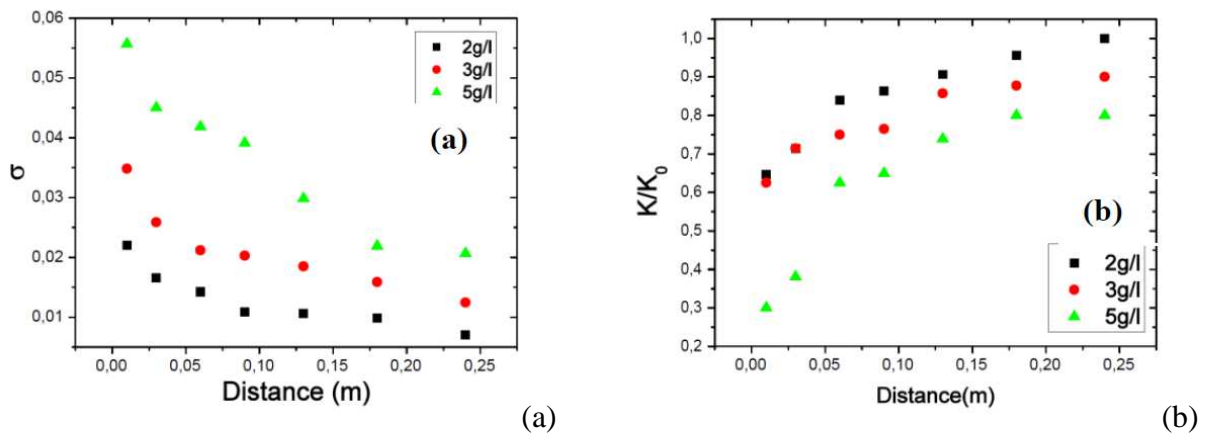 0,06
0,05
0,04
0,03
0,02
0,01
σ
2g/l
3g/l
5g/l
(a)
0,00 0,05 0,10 0,15 0,20 0,25
Distance (m)
(a)
1,0
0,9
0,8
0,7
0,6
0,5
0,4
0,3
0,2
K/K0
(b)
2g/l
3g/l
5g/l
0,00 0,05 0,10 0,15 0,20 0,25
Distance(m)
(b)